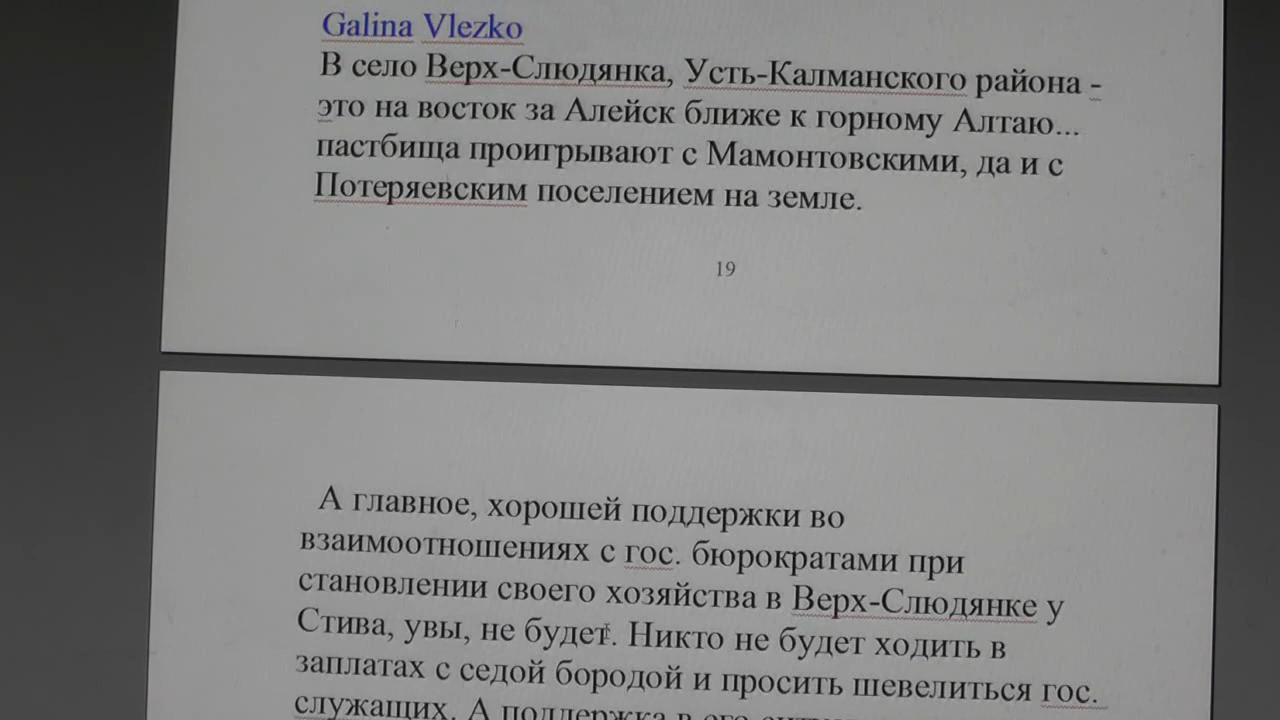 Galina Vlezko
В село Верх-Слюдянка, Усть-Калманского района -
это на восток за Алейск ближе к горному Алтаю...
пастбища проигрывают с Мамонтовскими, да и с
Потеряевским поселением на земле.
19
А главное, хорошей поддержки во
взаимоотношениях с гос. бюрократами при
становлении своего хозяйства в Верх-Слюдянке у
Стива, увы, не будет. Никто не будет ходить в
заплатах с седой бородой и просить шевелиться гос.
служащих. А поддержка в его